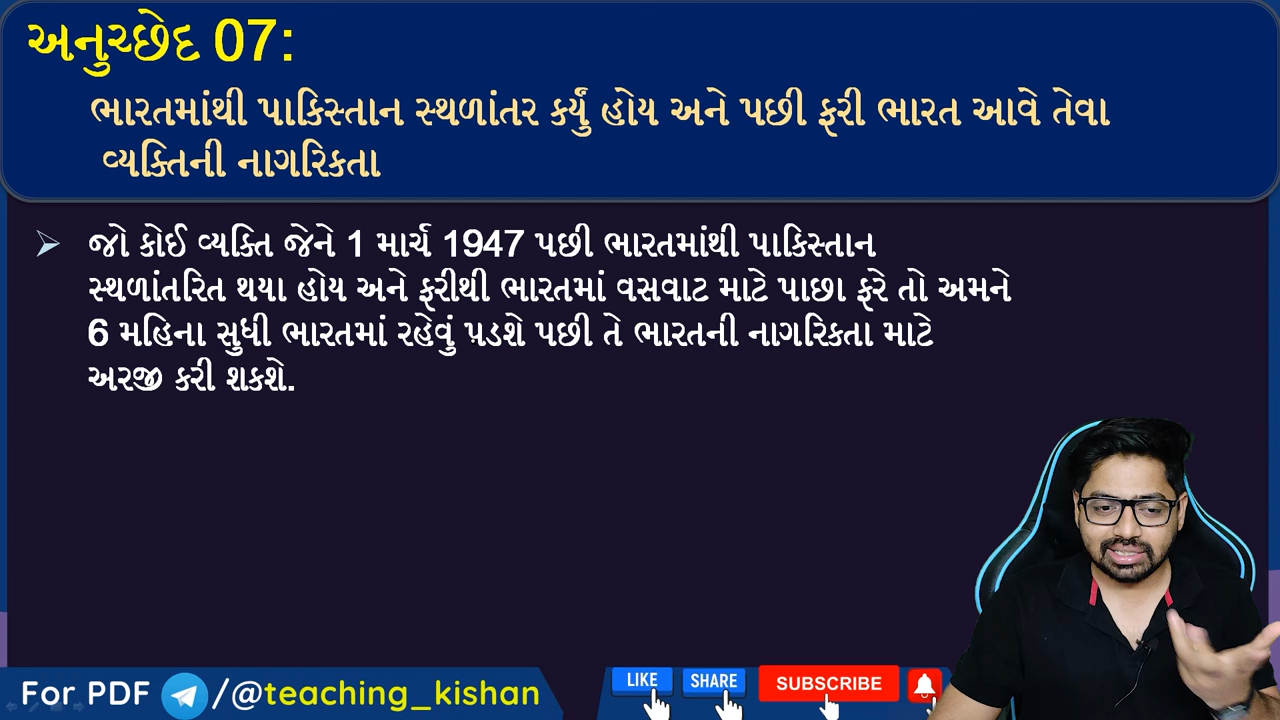 અનુચ્છેદ 07:
ભારતમાંથી પાકિસ્તાન સ્થળાંતર કર્યું હોય અને પછી ફરી ભારત આવે તેવા
વ્યક્તિની નાગરિકતા
➢ જો કોઈ વ્યક્તિ જેને 1 માર્ચ 1947 પછી ભારતમાંથી પાકિસ્તાન
સ્થળાંતરિત થયા હોય અને ફરીથી ભારતમાં વસવાટ માટે પાછા ફરે તો અમને
6 મહિના સુધી ભારતમાં રહેવું પડશે પછી તે ભારતની નાગરિકતા માટે
અરજી કરી શકશે.
For PDF /@teaching_kishan
LIKE SHARE SUBSCRIBE